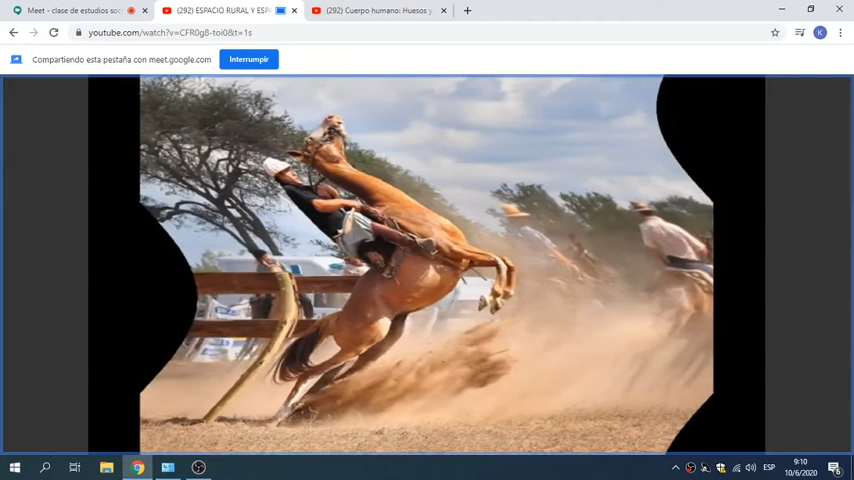 Meet - clase de estudios soc
(292) ESPACIO RURAL Y ESP
(292) Cuerpo humano: Huesos y
youtube.com/watch?v=CFR0g8-toi0&t=1s
K
Compartiendo esta pestaña con meet.google.com
Interrumpir
ESP
9:10
10/6/2020